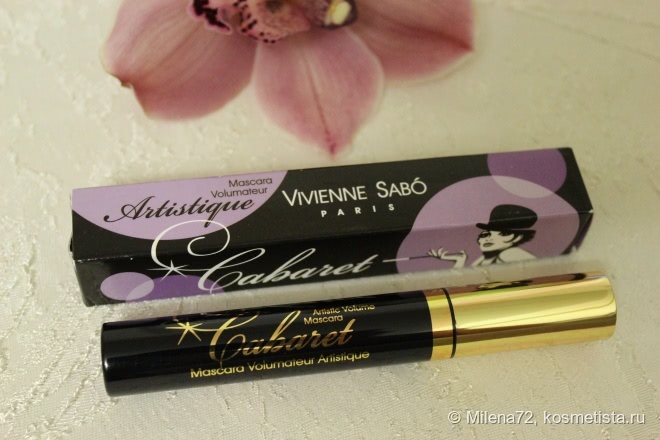 Mascara
Volumateur
Artistique
VIVIENNE SABÓ
PARIS
Cabaret
Artistic Volume
Mascara
Cabaret
Mascara Volumateur Artistique
© Milena72, kosmetista.ru